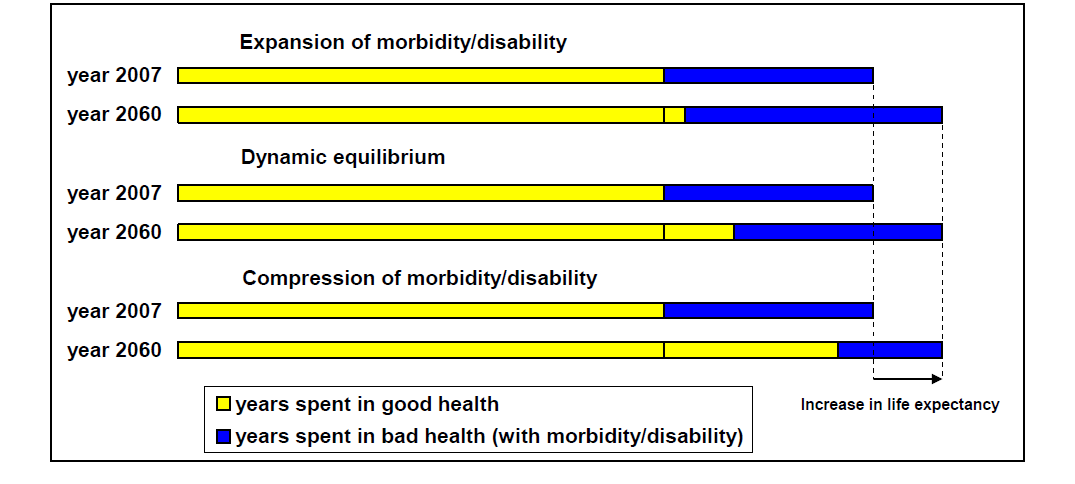 Expansion of morbidity/disability
year 2007
year 2060
Dynamic equilibrium
year 2007
year 2060
Compression of morbidity/disability
year 2007
year 2060
years spent in good health
years spent in bad health (with morbidity/disability)
Increase in life expectancy